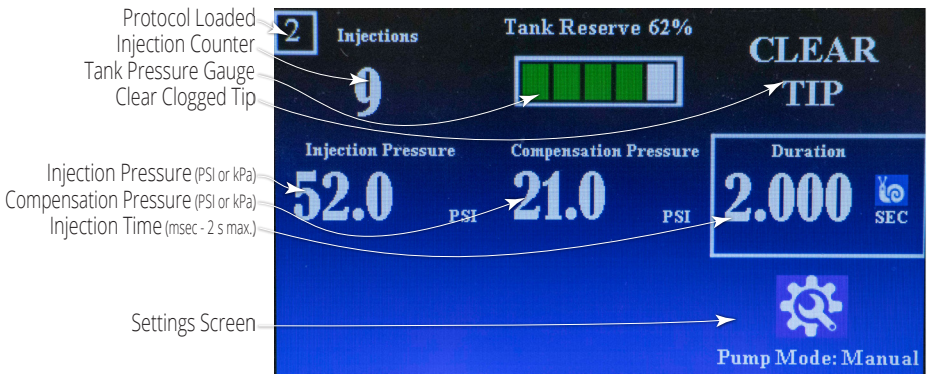 Protocol Loaded
Injection Counter
Tank Pressure Gauge
Clear Clogged Tip
Injection Pressure (PSI or kPa)
Compensation Pressure (PSI or kPa)
Injection Time (msec - 2 s max.)
Settings Screen
2
Injections
9
Tank Reserve 62%
CLEAR
TIP
Injection Pressure
52.0 PSI
Compensation Pressure
21.0 PSI
Duration
2.000 SEC
Pump Mode: Manual